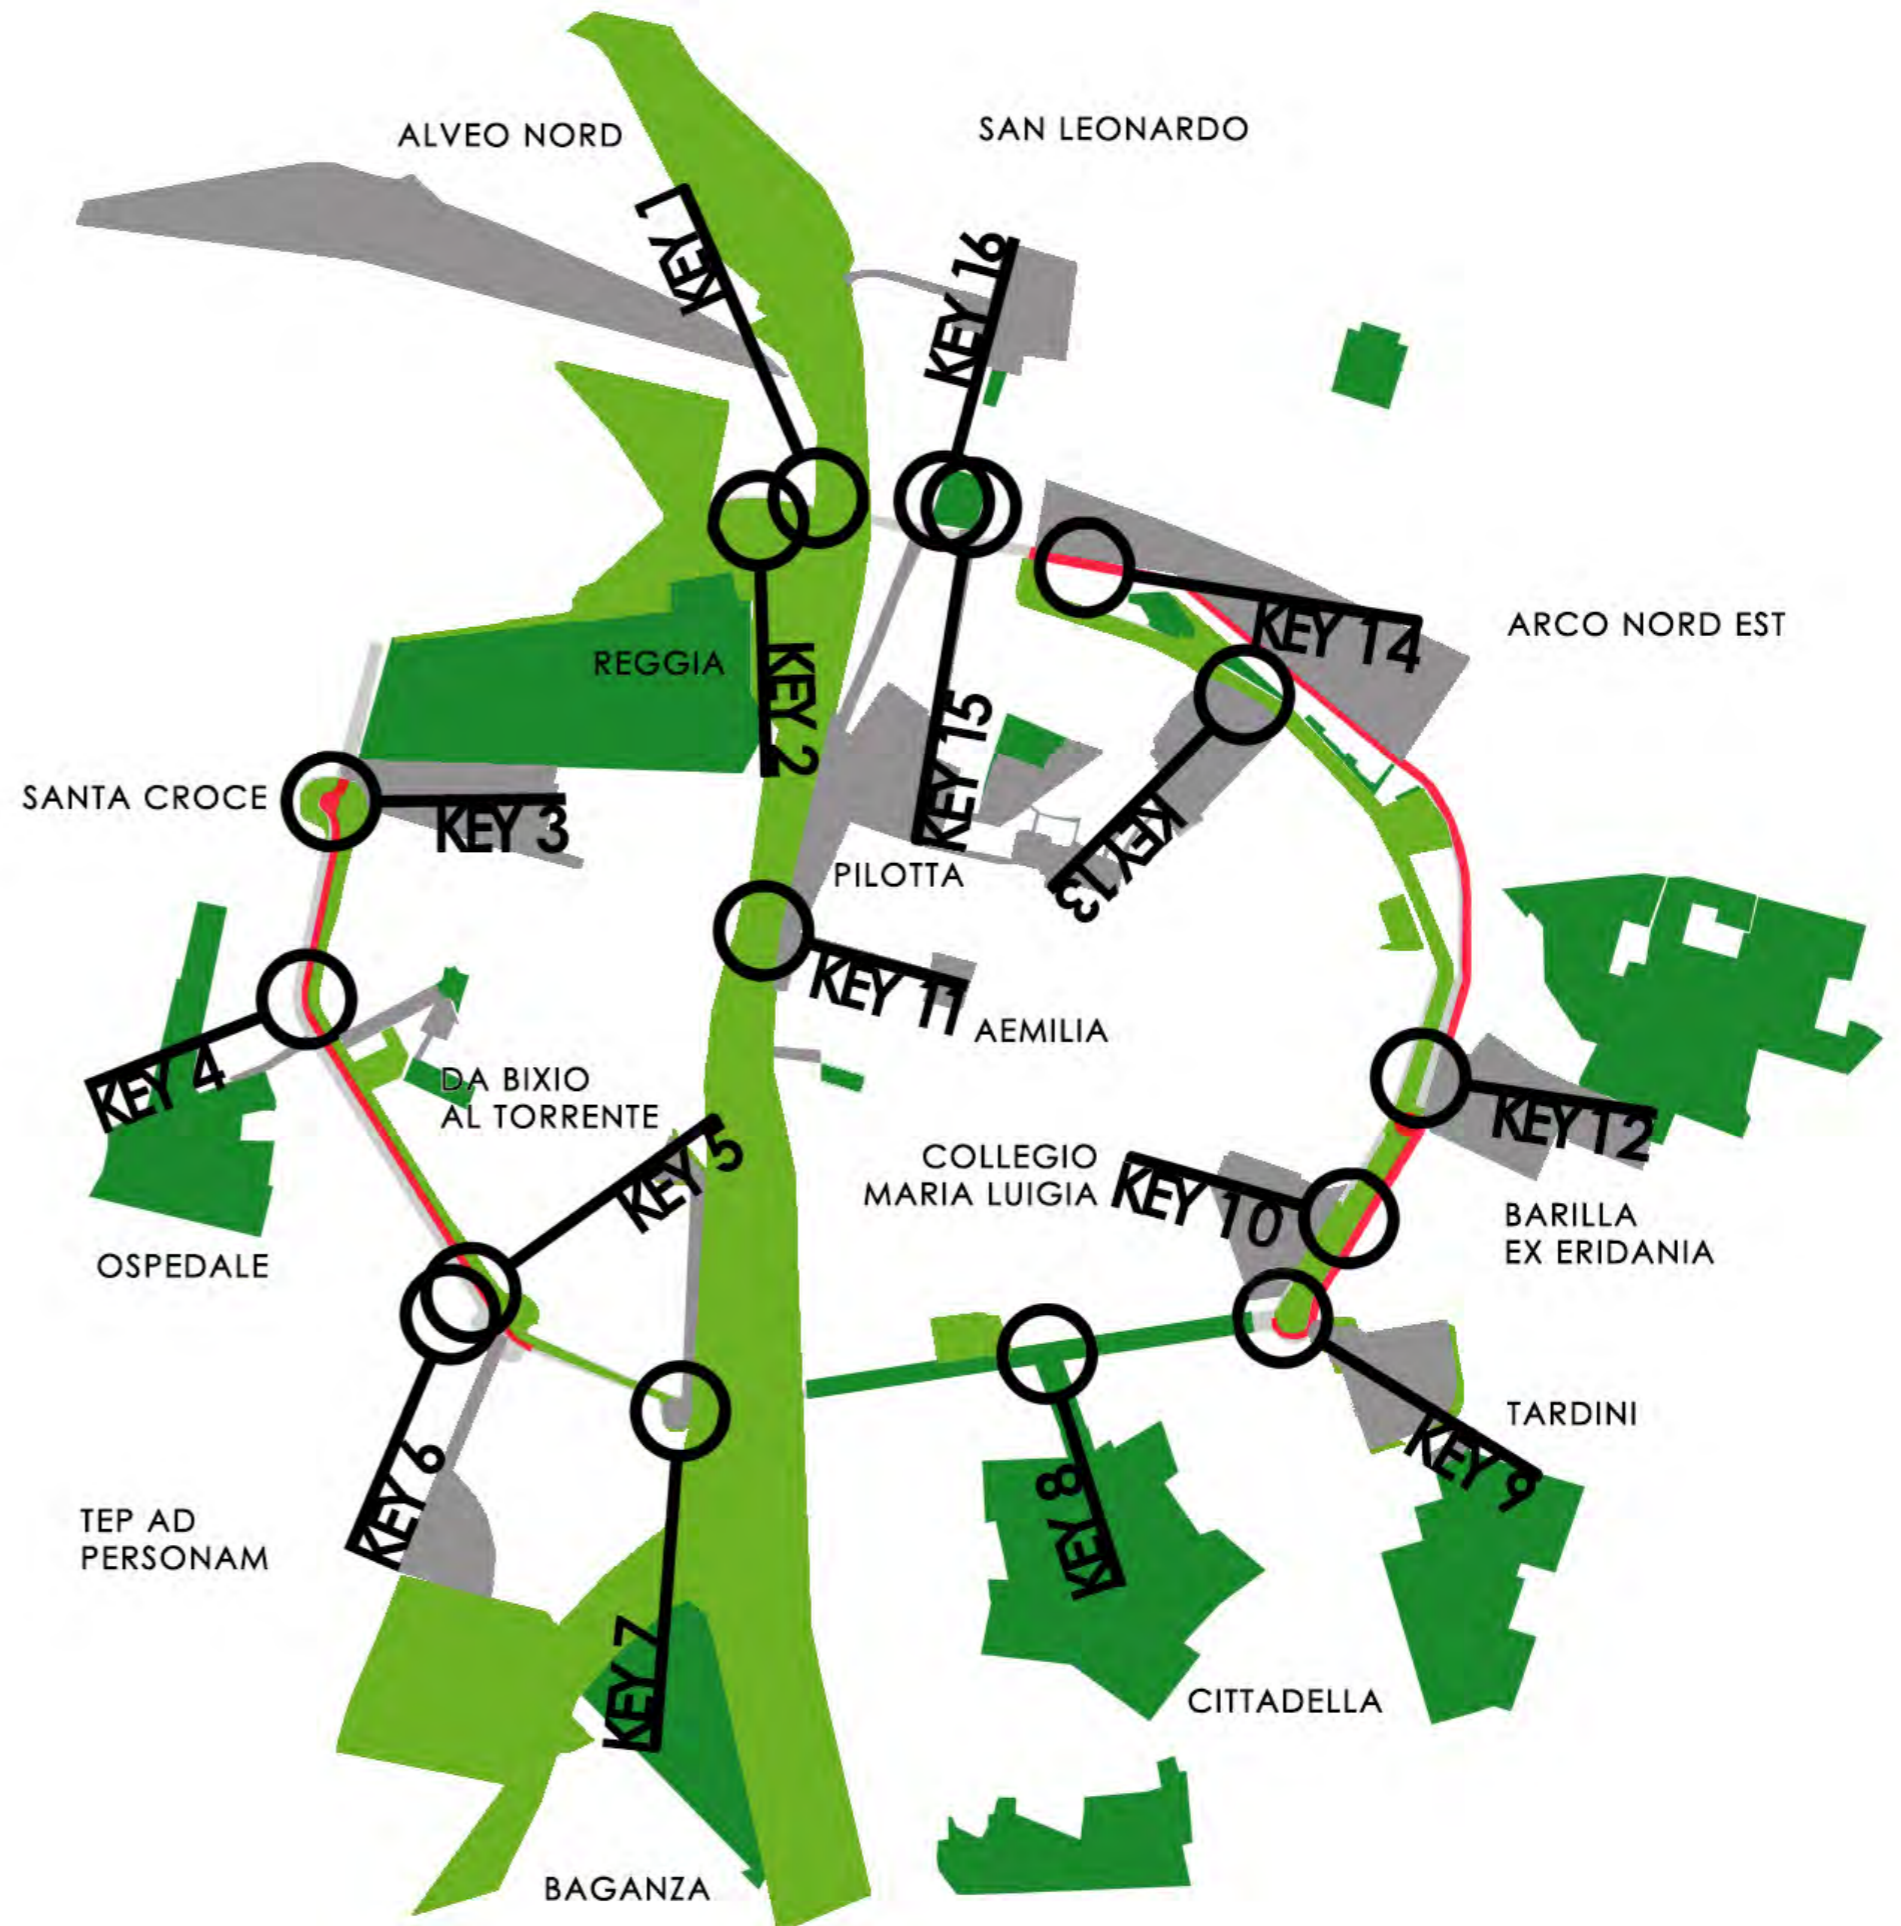 ALVEO NORD
SAN LEONARDO
KEY 1
KEY 16
ARCO NORD EST
KEY 14
REGGIA
KEY 2
KEY 15
SANTA CROCE
KEY 3
KEY 13
PILOTTA
KEY 11
AEMILIA
KEY 4
DA BIXIO
AL TORRENTE
KEY 12
KEY 5
COLLEGIO
MARIA LUIGIA
KEY 10
BARILLA
EX ERIDANIA
OSPEDALE
TARDINI
KEY 9
KEY 6
KEY 8
TEP AD
PERSONAM
KEY 7
CITTADELLA
BAGANZA